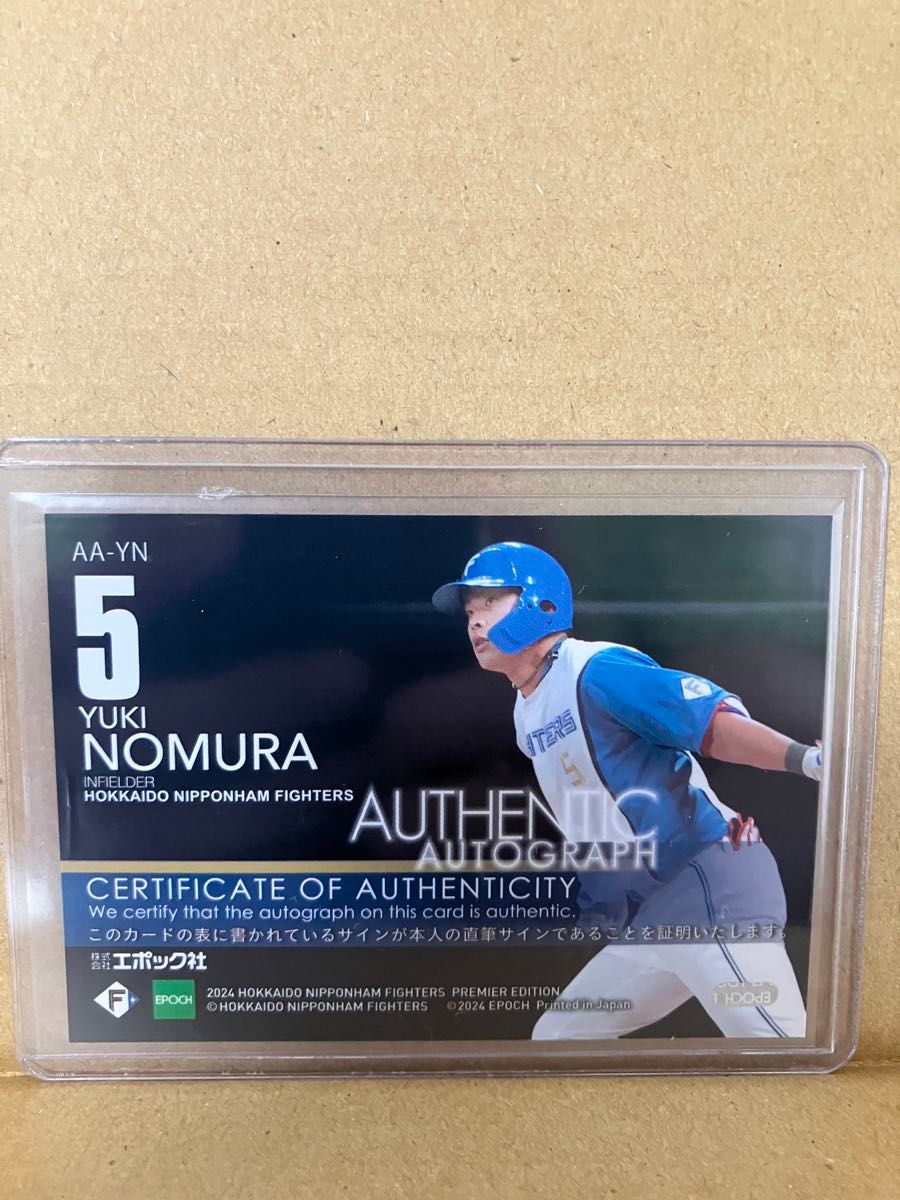 AA-YN
5
YUKI
NOMURA
INFIELDER
HOKKAIDO NIPPONHAM FIGHTERS
AUTHENTIC
AUTOGRAPH
CERTIFICATE OF AUTHENTICITY
We certify that the autograph on this card is authentic.
このカードの表に書かれているサインが本人の直筆サインであることを証明いたします。
株式会社エポック社
F
EPOCH
2024 HOKKAIDO NIPPONHAM FIGHTERS PREMIER EDITION
©HOKKAIDO NIPPONHAM FIGHTERS ©2024 EPOCH Printed in Japan
HTERS
5
F
EPOCH